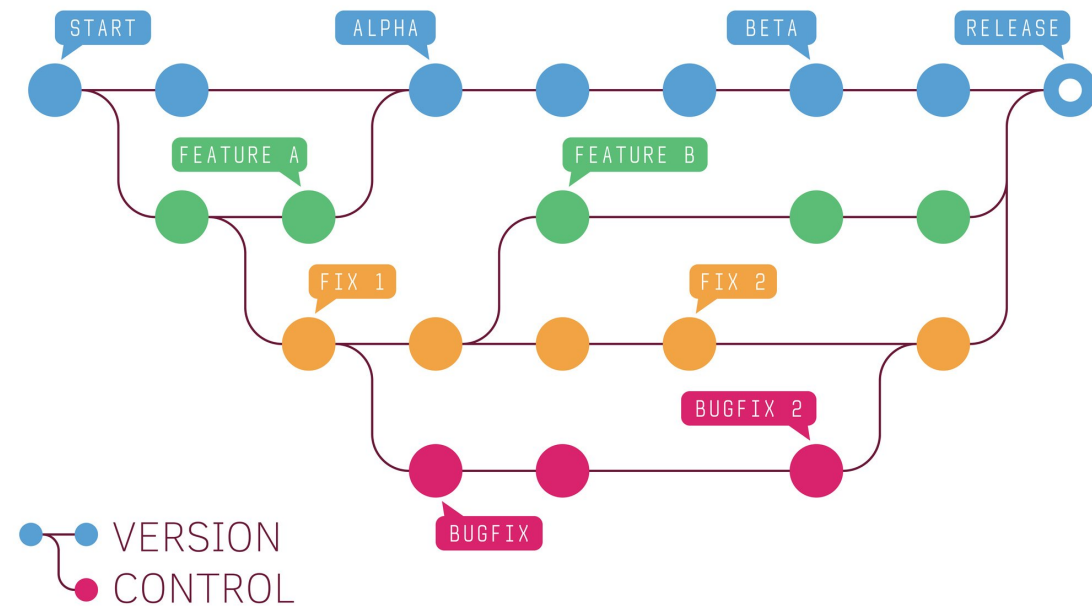 START
ALPHA
BETA
RELEASE
FEATURE A
FEATURE B
FIX 1
FIX 2
BUGFIX 2
BUGFIX
VERSION
CONTROL